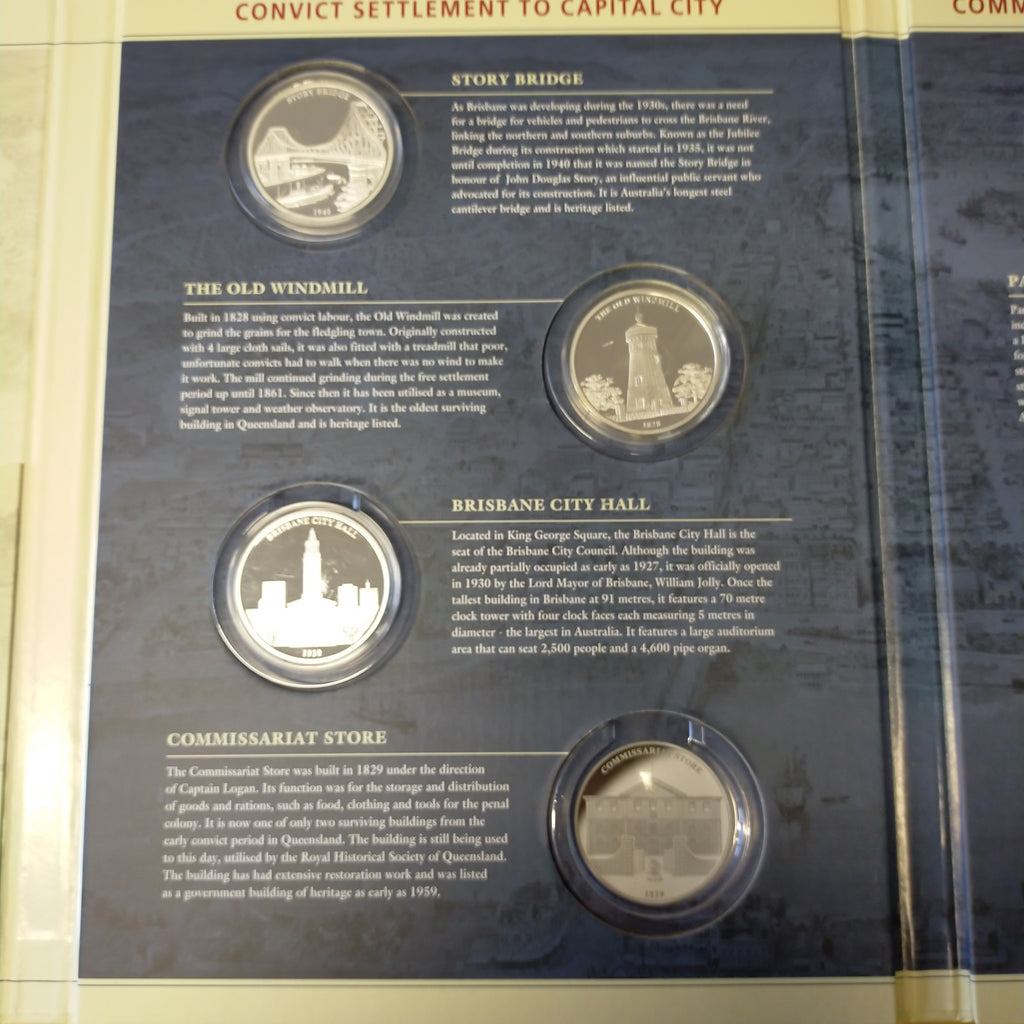 CONVICT SETTLEMENT TO CAPITAL CITY
COMM
STORY BRIDGE
STORY BRIDGE
As Brisbane was developing during the 1930s, there was a need
for a bridge for vehicles and pedestrians to cross the Brisbane River,
linking the northern and southern suburbs. Known as the Jubilee
Bridge during its construction which started in 1935, it was not
until completion in 1940 that it was named the Story Bridge in
honour of John Douglas Story, an influential public servant who
advocated for its construction. It is Australia's longest steel
cantilever bridge and is heritage listed.
1940
THE OLD WINDMILL
Built in 1828 using convict labour, the Old Windmill was created
to grind the grains for the fledgling town. Originally constructed
with 4 large cloth sails, it was also fitted with a treadmill that poor,
unfortunate convicts had to walk when there was no wind to make
it work. The mill continued grinding during the free settlement
period up until 1861. Since then it has been utilised as a museum,
signal tower and weather observatory. It is the oldest surviving
building in Queensland and is heritage listed.
THE OLD WINDMILL
1828
BRISBANE CITY HALL
1930
BRISBANE CITY HALL
Located in King George Square, the Brisbane City Hall is the
seat of the Brisbane City Council. Although the building was
already partially occupied as early as 1927, it was officially opened
in 1930 by the Lord Mayor of Brisbane, William Jolly. Once the
tallest building in Brisbane at 91 metres, it features a 70 metre
clock tower with four clock faces each measuring 5 metres in
diameter - the largest in Australia. It features a large auditorium
area that can seat 2,500 people and a 4,600 pipe organ.
COMMISSARIAT STORE
The Commissariat Store was built in 1829 under the direction
of Captain Logan. Its function was for the storage and distribution
of goods and rations, such as food, clothing and tools for the penal
colony. It is now one of only two surviving buildings from the
early convict period in Queensland. The building is still being used
to this day, utilised by the Royal Historical Society of Queensland.
The building has had extensive restoration work and was listed
as a government building of heritage as early as 1959.
COMMISSARIAT STORE
1829
PA